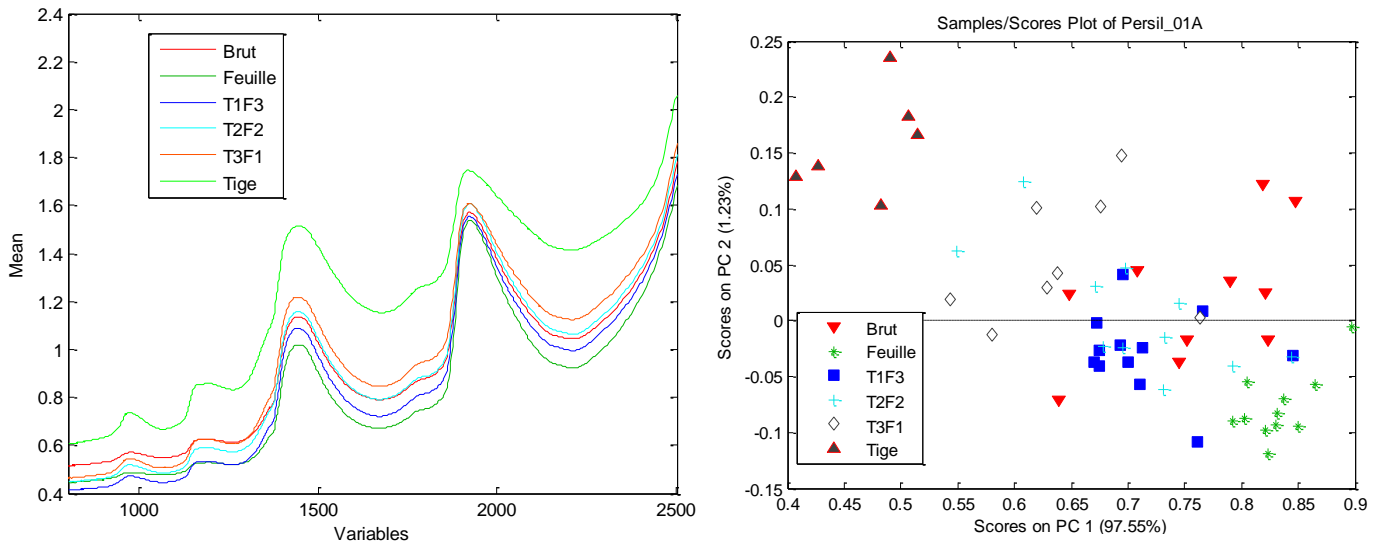 2.4
2.2
2
1.8
1.6
1.4
1.2
1
0.8
0.6
0.4
Mean
Brut
Feuille
T1F3
T2F2
T3F1
Tige
1000
1500
2000
2500
Variables
Samples/Scores Plot of Persil_01A
0.25
0.2
0.15
0.1
0.05
0
-0.05
-0.1
-0.15
Scores on PC 2 (1.23%)
Brut
Feuille
T1F3
T2F2
T3F1
Tige
0.4
0.45
0.5
0.55
0.6
0.65
0.7
0.75
0.8
0.85
0.9
Scores on PC 1 (97.55%)